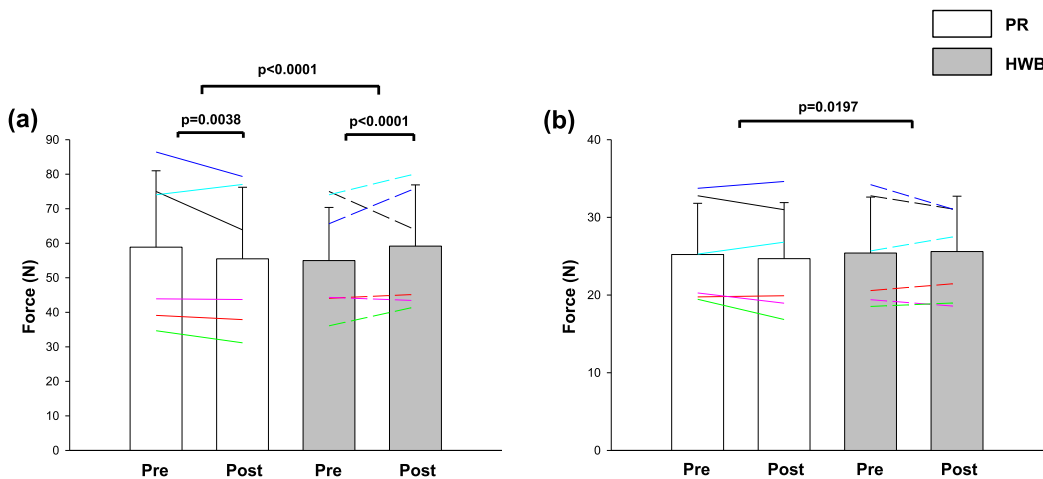 PR
HWB
p<0.0001
(a)
p=0.0038
p<0.0001
(b)
p=0.0197
90
80
70
60
50
40
30
20
10
0
Force (N)
Pre
Post
Pre
Post
40
30
20
10
0
Force (N)
Pre
Post
Pre
Post